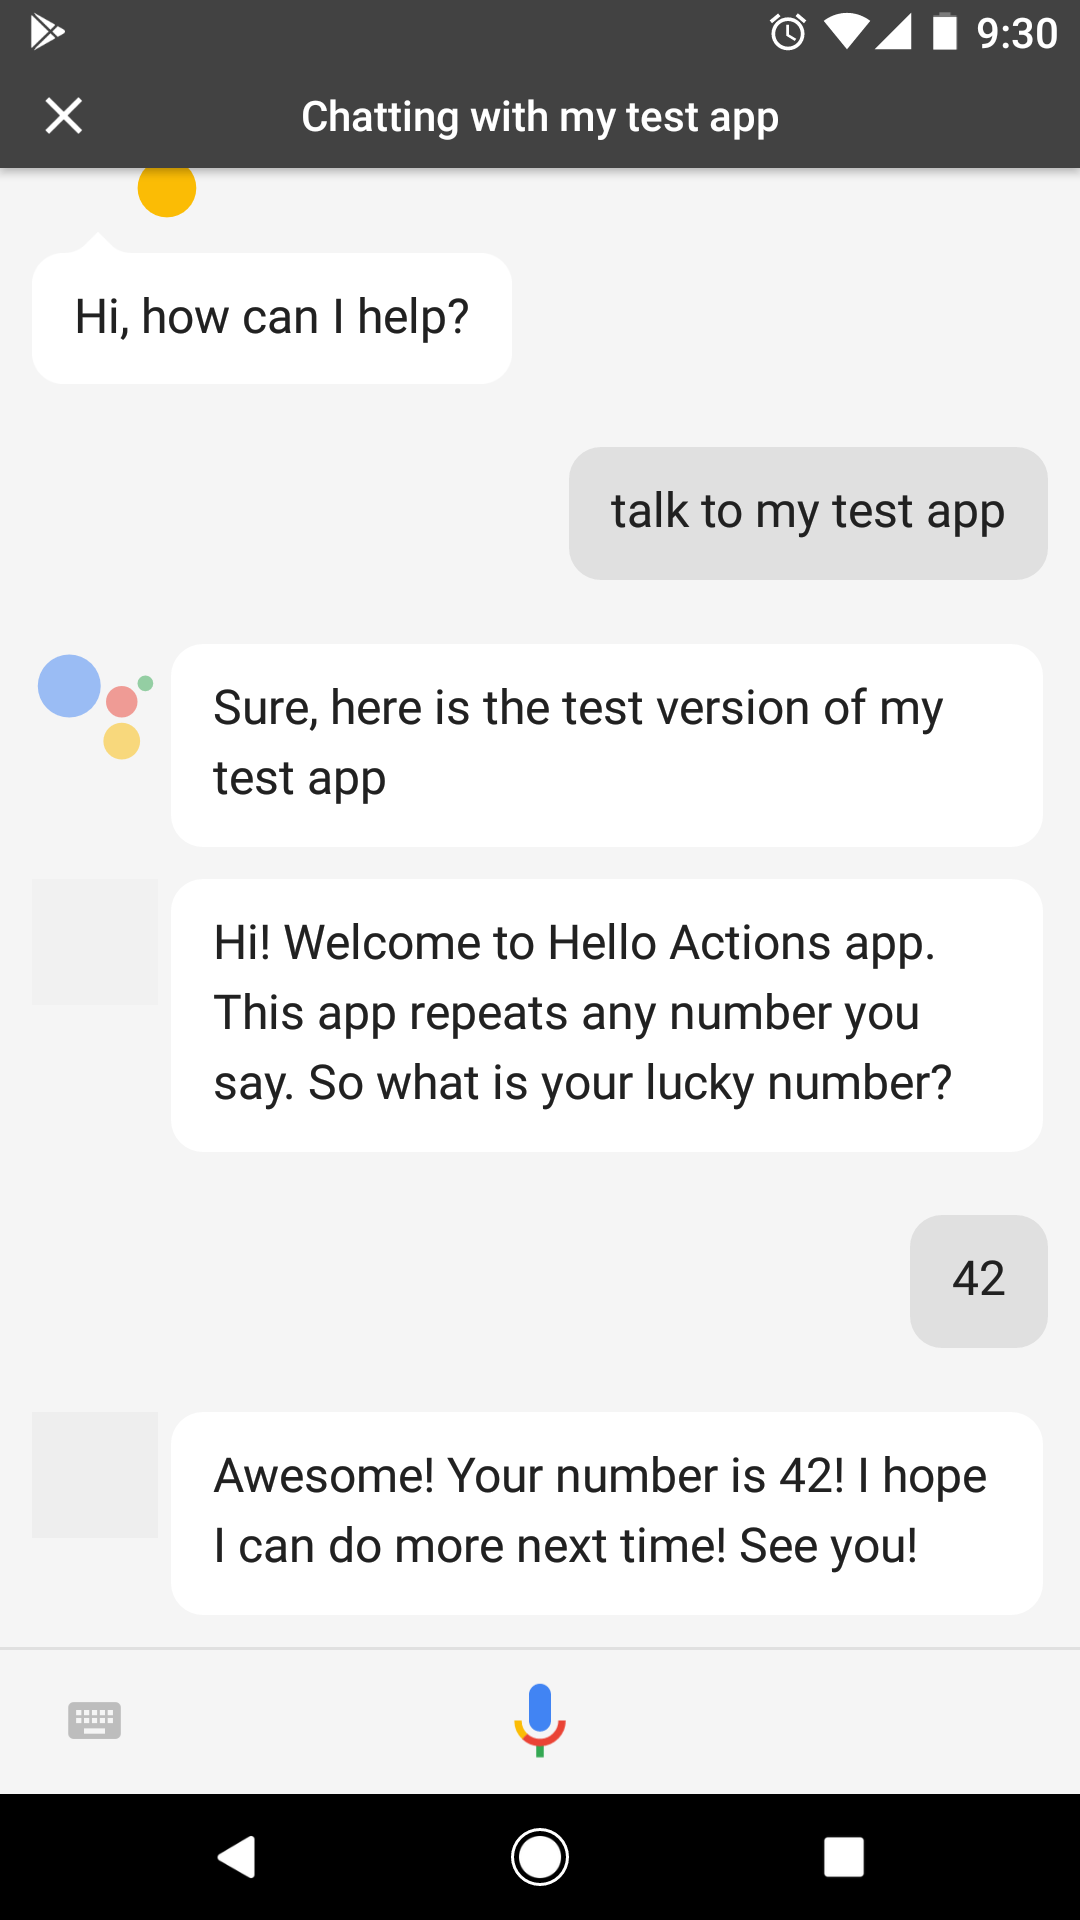 9:30
Chatting with my test app
Hi, how can I help?
talk to my test app
Sure, here is the test version of my
test app
Hi! Welcome to Hello Actions app.
This app repeats any number you
say. So what is your lucky number?
42
Awesome! Your number is 42! I hope
I can do more next time! See you!